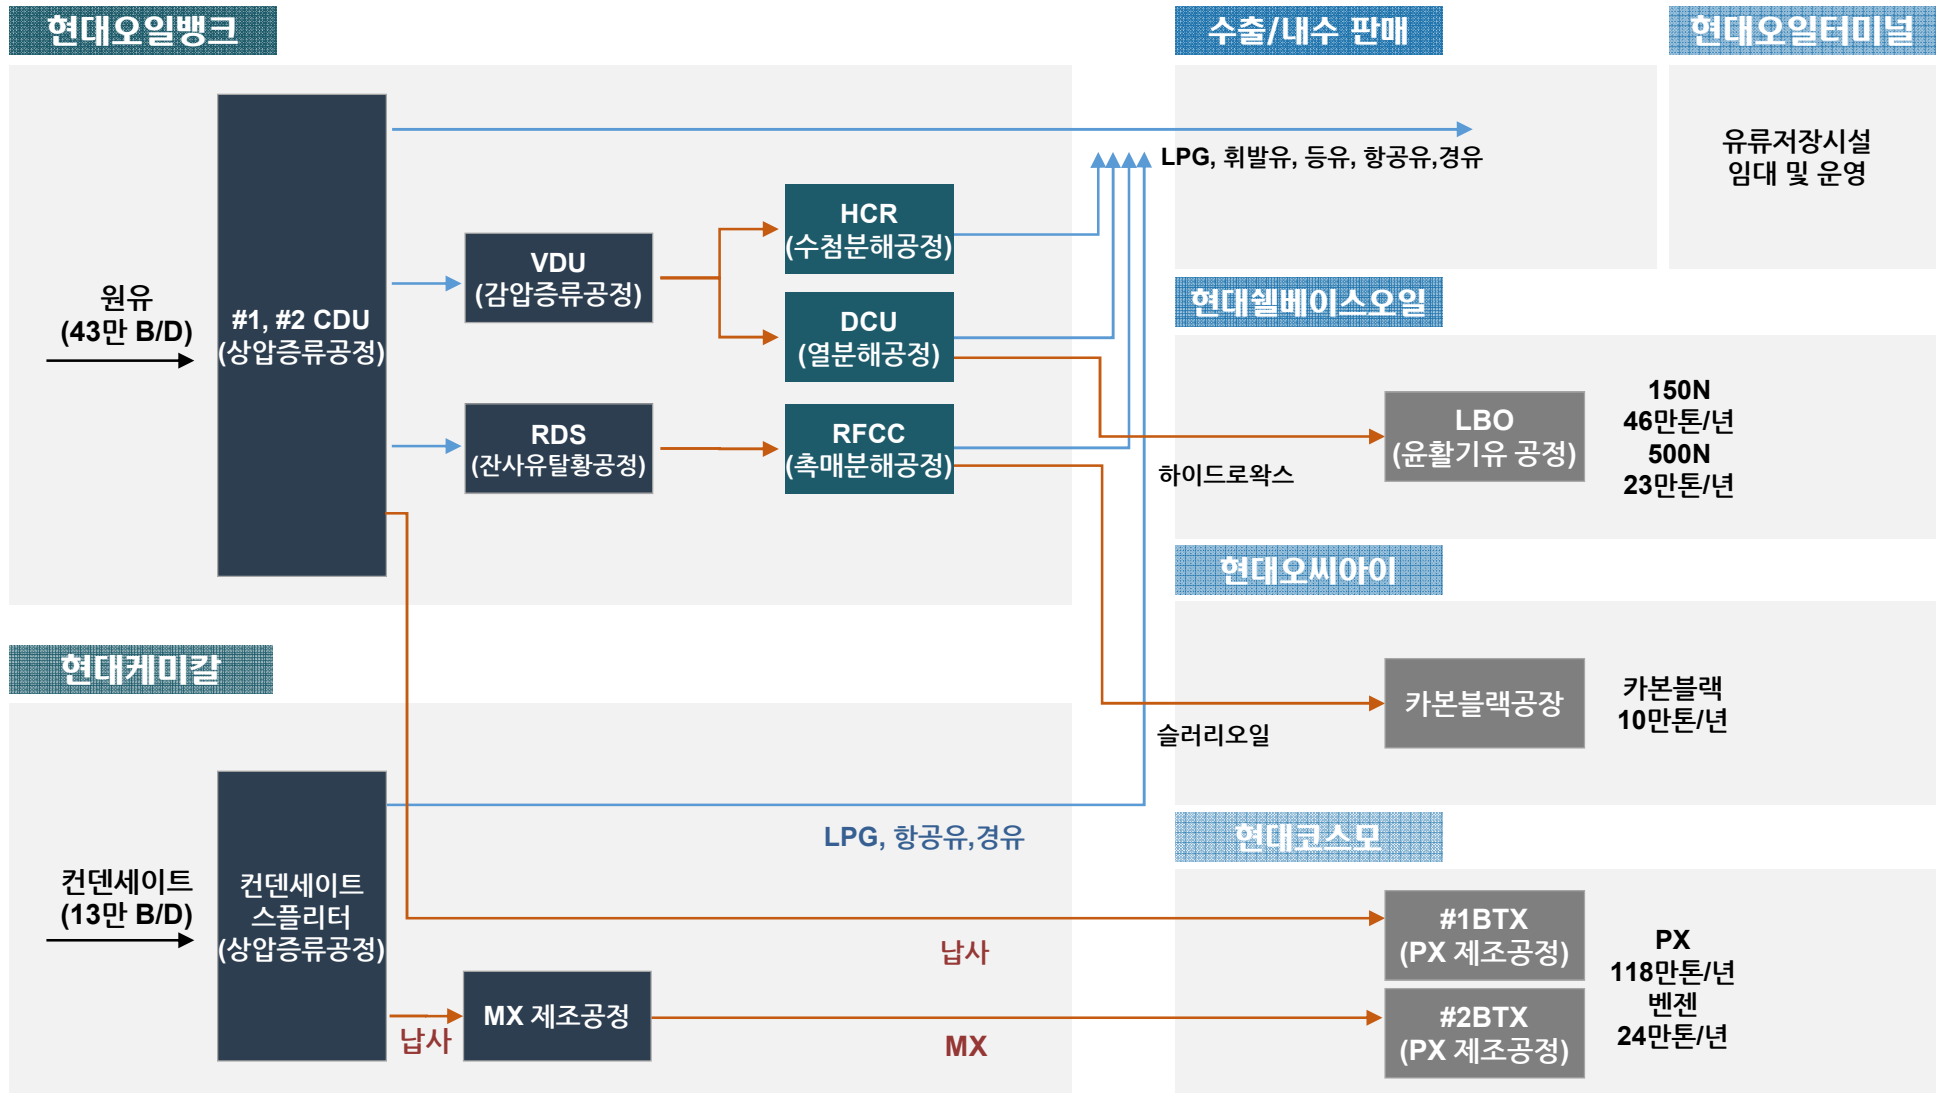 현대오일뱅크
원유
(43만 B/D)
#1, #2 CDU
(상압증류공정)
VDU
(감압증류공정)
RDS
(잔사유탈황공정)
HCR
(수첨분해공정)
DCU
(열분해공정)
RFCC
(촉매분해공정)
수출/내수 판매
LPG, 휘발유, 등유, 항공유,경유
현대오일터미널
유류저장시설
임대 및 운영
현대쉘베이스오일
하이드로왁스
LBO
(윤활기유 공정)
150N
46만톤/년
500N
23만톤/년
현대오씨아이
슬러리오일
카본블랙공장
카본블랙
10만톤/년
현대케미칼
컨덴세이트
(13만 B/D)
컨덴세이트
스플리터
(상압증류공정)
LPG, 항공유,경유
납사
MX 제조공정
납사
MX
현대코스모
#1BTX
(PX 제조공정)
#2BTX
(PX 제조공정)
PX
118만톤/년
벤젠
24만톤/년